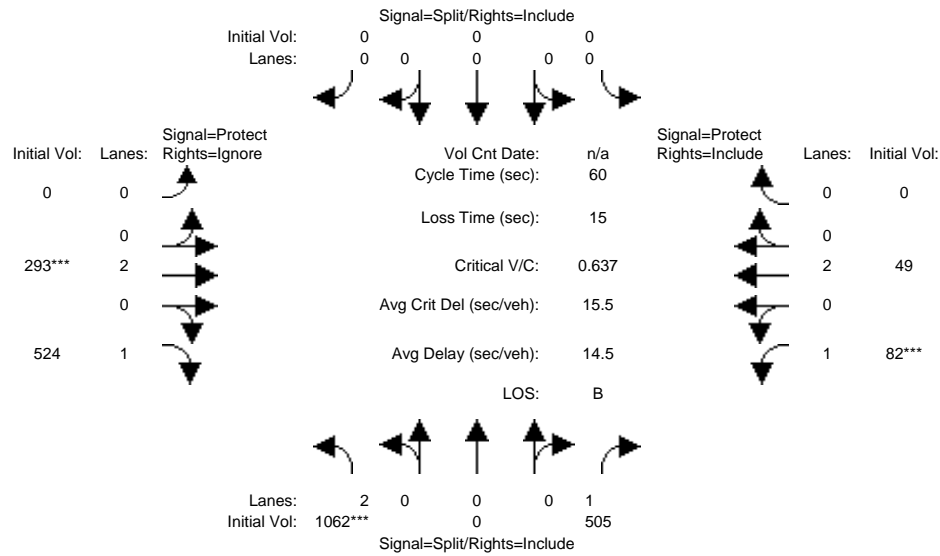 Signal=Split/Rights=Include
Initial Vol: 0 0 0
Lanes: 0 0 0 0 0
Signal=Protect Signal=Protect
Initial Vol: Lanes: Rights=Ignore Vol Cnt Date: n/a Rights=Include Lanes: Initial Vol:
Cycle Time (sec): 60
0 0 0 0
Loss Time (sec): 15
0 0
293*** 2 Critical V/C: 0.637 2 49
0 Avg Crit Del (sec/veh): 15.5 0
524 1 Avg Delay (sec/veh): 14.5 1 82***
LOS: B
Lanes: 2 0 0 0 1
Initial Vol: 1062*** 0 505
Signal=Split/Rights=Include